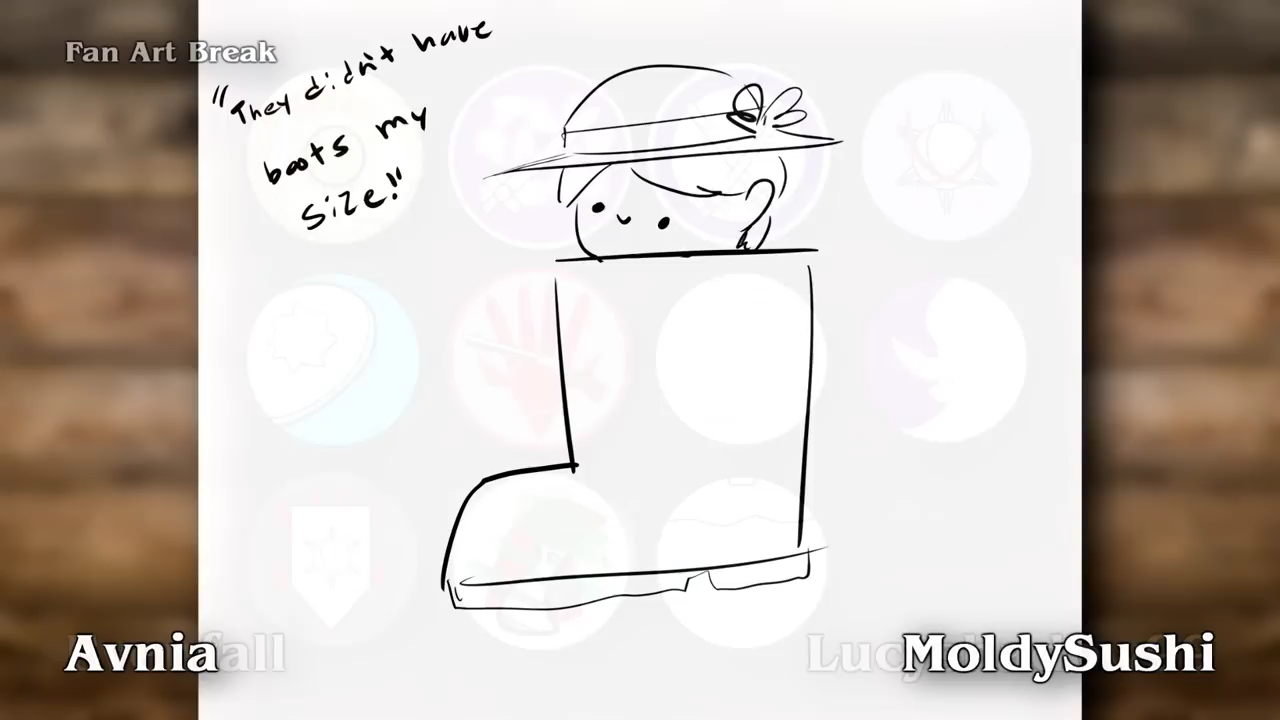 Fan Art Break
"They didn't have
boots my
size!"
Avnia
MoldySushi